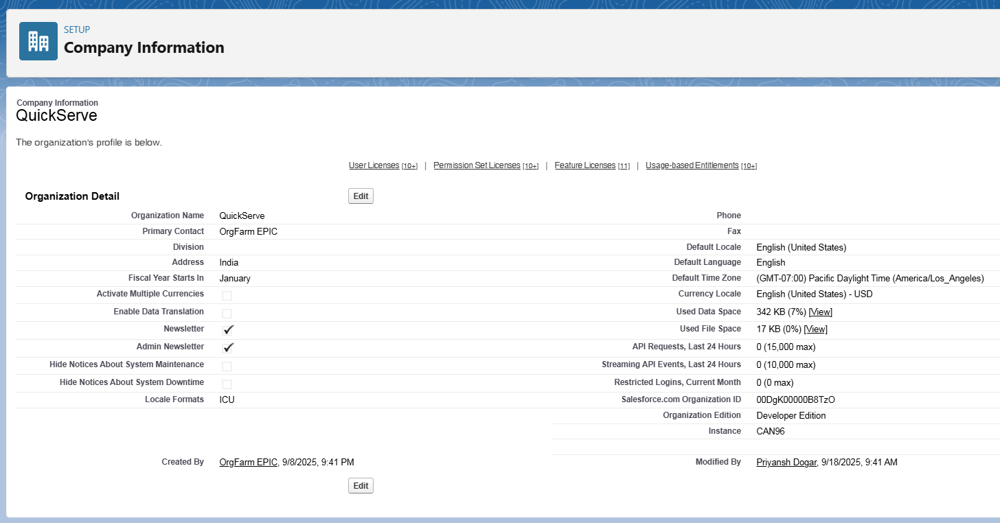 SETUP
Company Information
Company Information
QuickServe
The organization's profile is below.
User Licenses [10+] | Permission Set Licenses [10+] | Feature Licenses [11] | Usage-based Entitlements [10+]
Organization Detail Edit
Organization Name QuickServe Phone
Primary Contact OrgFarm EPIC Fax
Division Default Locale English (United States)
Address India Default Language English
Fiscal Year Starts In January Default Time Zone (GMT-07:00) Pacific Daylight Time (America/Los_Angeles)
Activate Multiple Currencies Currency Locale English (United States) - USD
Enable Data Translation Used Data Space 342 KB (7%) [View]
Newsletter Used File Space 17 KB (0%) [View]
Admin Newsletter API Requests, Last 24 Hours 0 (15,000 max)
Hide Notices About System Maintenance Streaming API Events, Last 24 Hours 0 (10,000 max)
Hide Notices About System Downtime Restricted Logins, Current Month 0 (0 max)
Locale Formats ICU Salesforce.com Organization ID 00DgK00000B8TzO
Organization Edition Developer Edition
Instance CAN96
Created By OrgFarm EPIC, 9/8/2025, 9:41 PM Modified By Priyansh Dogar, 9/18/2025, 9:41 AM
Edit